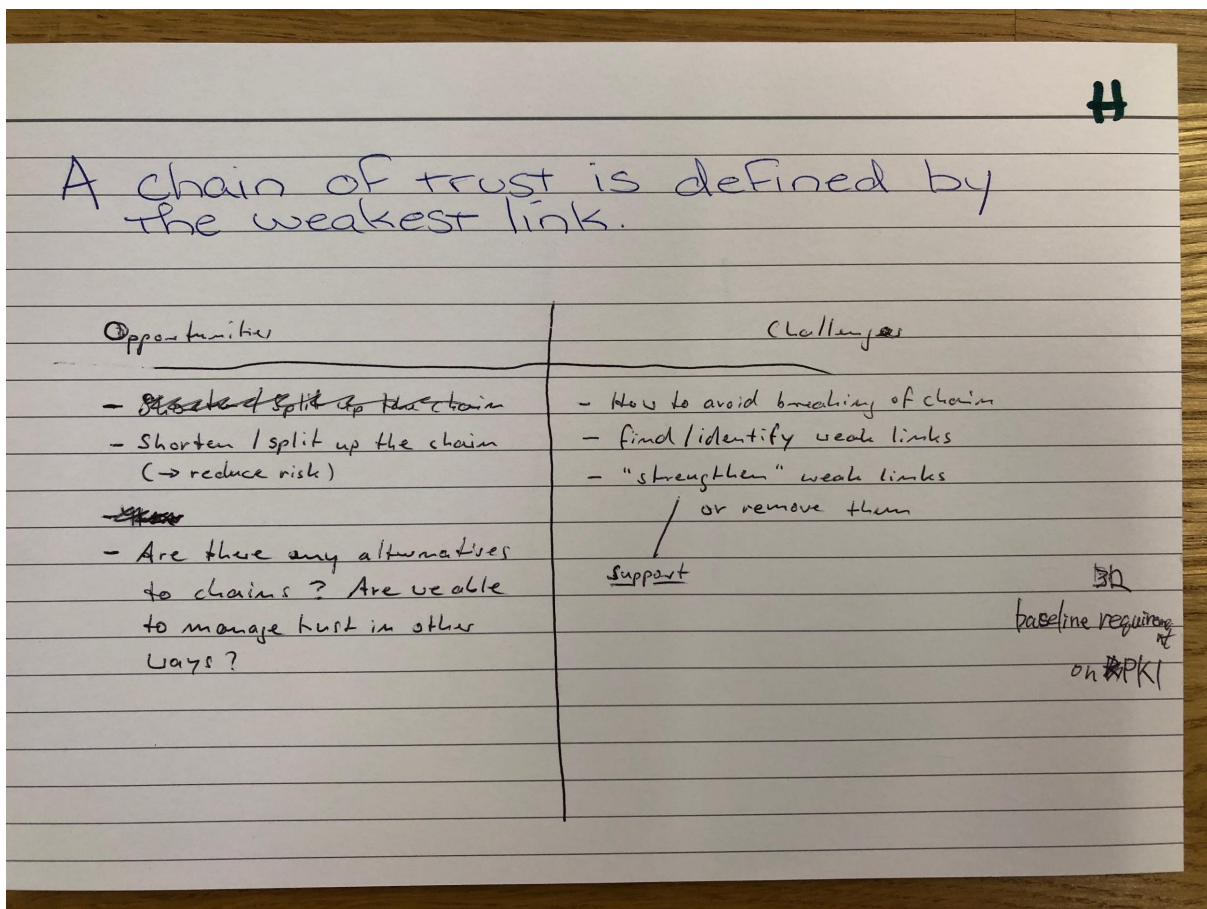 H
A chain of trust is defined by
the weakest link.
Opportunities
- Shorten / split up the chain
(→ reduce risk)
- Are there any alternatives
to chains? Are we able
to manage trust in other
ways?
Challenges
- How to avoid breaking of chain
- find/identify weak links
- "strengthen" weak links
or remove them
support
baseline requirement
on PKI